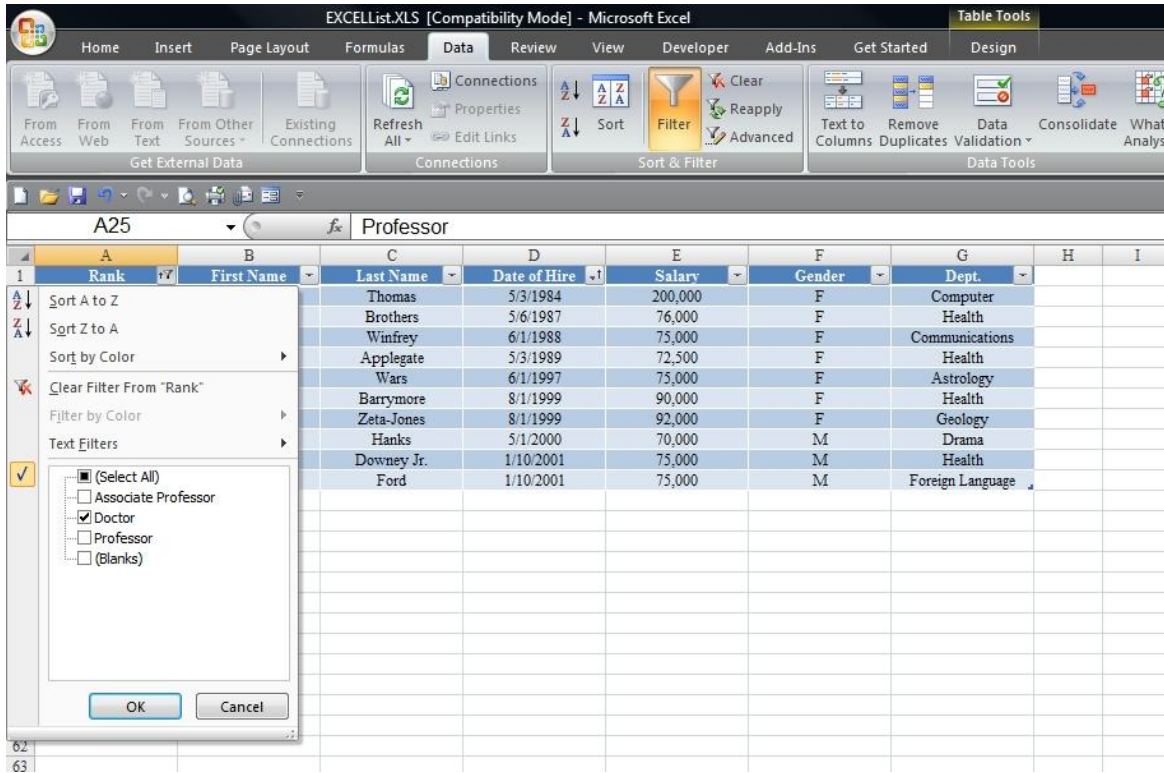 EXCELList.XLS [Compatibility Mode] - Microsoft Excel Table Tools
Home Insert Page Layout Formulas Data Review View Developer Add-Ins Get Started Design
From Access
From Web
From Text
From Other Sources
Existing Connections
Get External Data
Refresh All
Connections
Properties
Edit Links
Connections
Sort
Filter
Clear
Reapply
Advanced
Sort & Filter
Text to Columns
Remove Duplicates
Data Validation
Consolidate
What
Analys
Data Tools
A25 fx Professor
A B C D E F G H I
1 Rank First Name Last Name Date of Hire Salary Gender Dept.
Thomas 5/3/1984 200,000 F Computer
Brothers 5/6/1987 76,000 F Health
Winfrey 6/1/1988 75,000 F Communications
Applegate 5/3/1989 72,500 F Health
Wars 6/1/1997 75,000 F Astrology
Barrymore 8/1/1999 90,000 F Health
Zeta-Jones 8/1/1999 92,000 F Geology
Hanks 5/1/2000 70,000 M Drama
Downey Jr. 1/10/2001 75,000 M Health
Ford 1/10/2001 75,000 M Foreign Language
Sort A to Z
Sort Z to A
Sort by Color
Clear Filter From "Rank"
Filter by Color
Text Filters
(Select All)
Associate Professor
Doctor
Professor
(Blanks)
OK Cancel
62
63